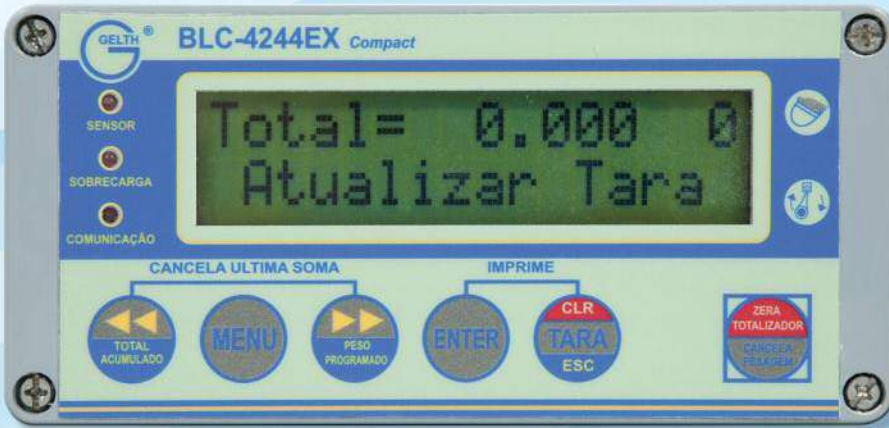 GELTH ® BLC-4244EX Compact
SENSOR
SOBRECARGA
COMUNICAÇÃO
Total= 0.000 0
Atualizar Tara
CANCELA ULTIMA SOMA
IMPRIME
TOTAL
ACUMULADO
MENU
PESO
PROGRAMADO
ENTER
CLR
TARA
ESC
ZERA
TOTALIZADOR
CANCELA
PESAGEM